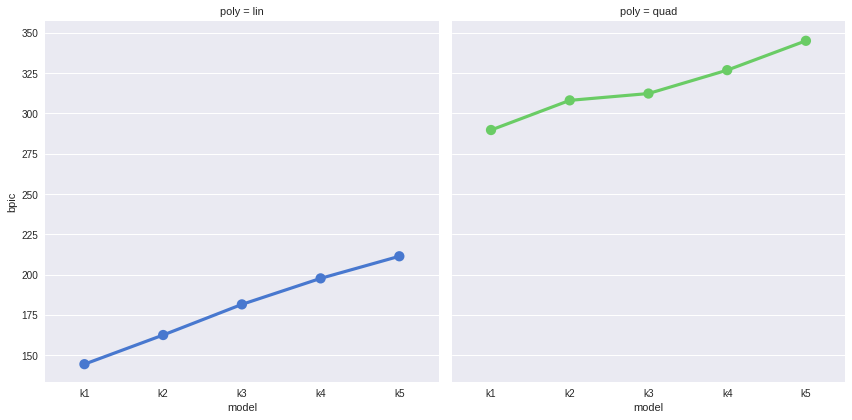 poly = lin
poly = quad
350
325
300
275
250
225
200
175
150
bpic
k1 k2 k3 k4 k5
k1 k2 k3 k4 k5
model
model